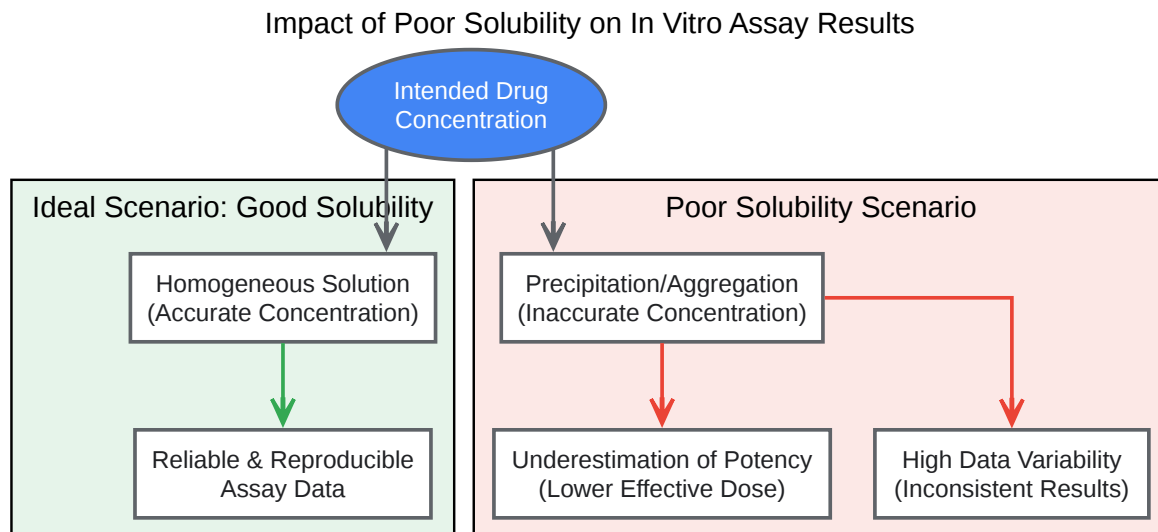 Impact of Poor Solubility on In Vitro Assay Results
Intended Drug
Concentration
Ideal Scenario: Good Solubility
Homogeneous Solution
(Accurate Concentration)
Reliable & Reproducible
Assay Data
Poor Solubility Scenario
Precipitation/Aggregation
(Inaccurate Concentration)
Underestimation of Potency
(Lower Effective Dose)
High Data Variability
(Inconsistent Results)